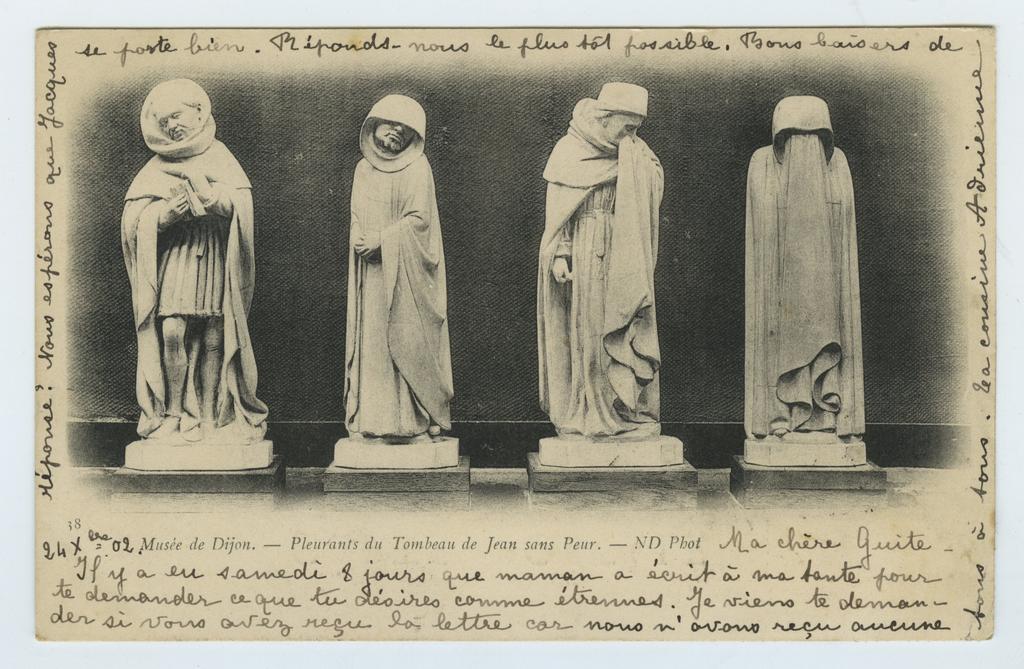 38
24 Xbre 02.
Musée de Dijon. — Pleurants du Tombeau de Jean sans Peur. — ND Phot
Ma chère Guite -
Il y a eu samedi 8 jours que maman a écrit à ma tante pour
te demander ce que tu désires comme étrennes. Je viens te deman-
der si vous avez reçu la lettre car nous n'avons reçu aucune
réponse! Nous espérons que Jacques
se porte bien. Réponds-nous le plus tôt possible. Bons baisers de
tous à tous. Ta cousine Adrienne